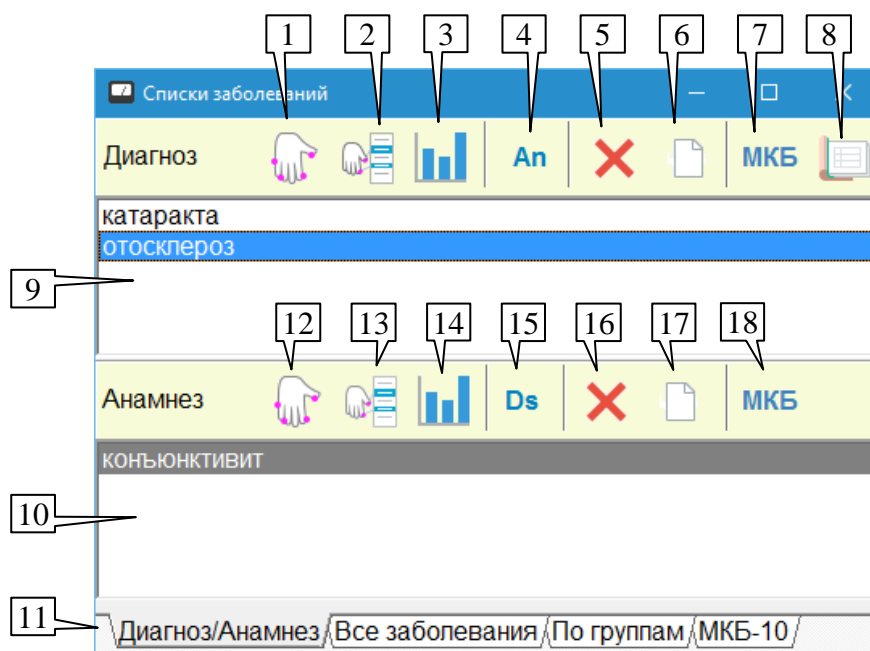 1 2 3 4 5 6 7 8
Списки заболеваний
Диагноз An МКБ
катаракта
отосклероз
9
12 13 14 15 16 17 18
Анамнез Ds МКБ
конъюнктивит
10
11
Диагноз/Анамнез Все заболевания По группам МКБ-10